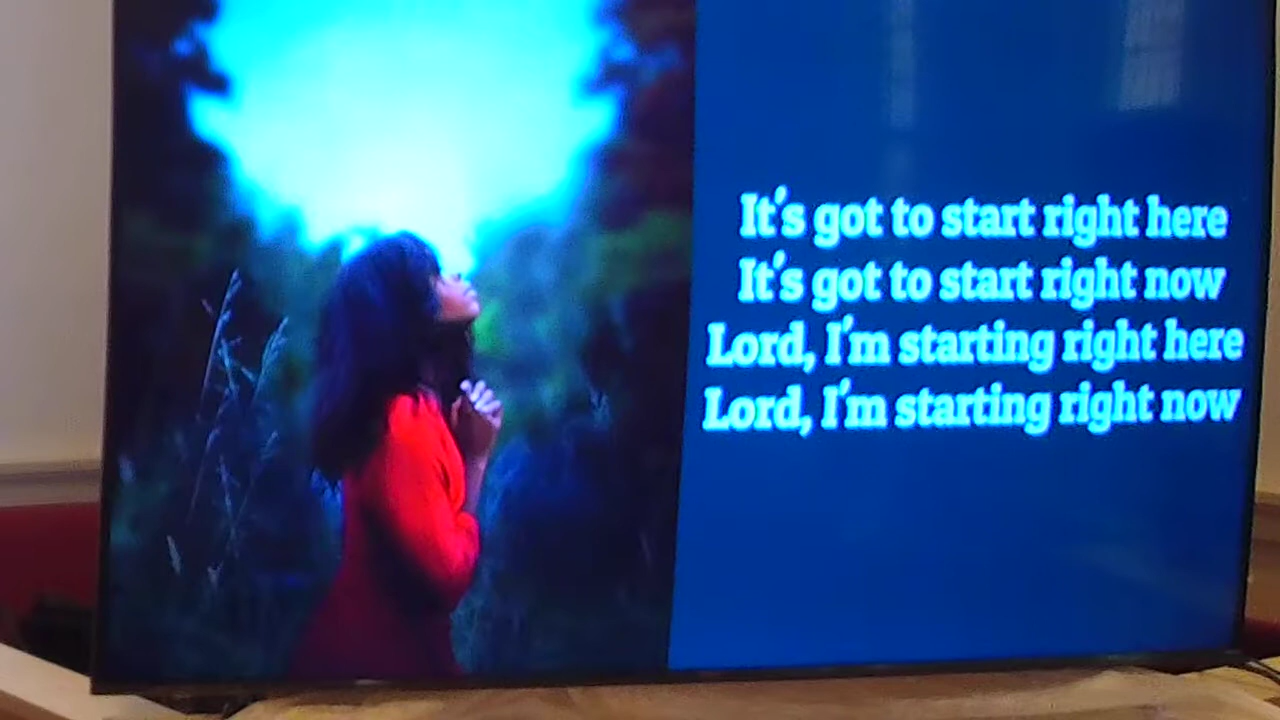 It's got to start right here
It's got to start right now
Lord, I'm starting right here
Lord, I'm starting right now